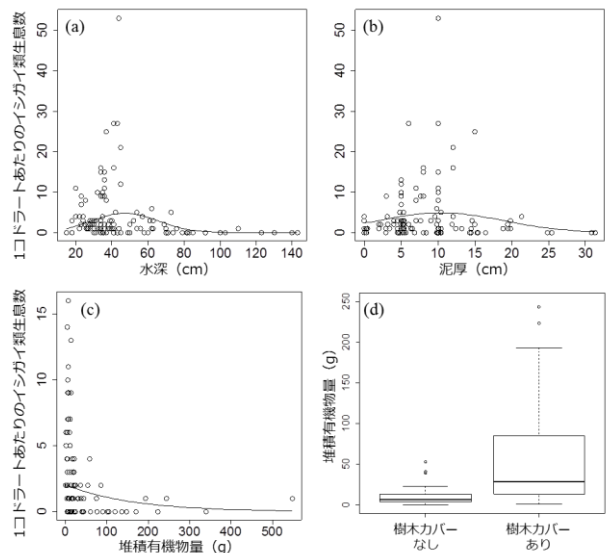 (a)
1コドラートあたりのイシガイ類生息数
0 10 20 30 40 50
20 40 60 80 100 120 140
水深（cm）
(b)
0 10 20 30 40 50
0 5 10 15 20 25 30
泥厚（cm）
(c)
1コドラートあたりのイシガイ類生息数
0 5 10 15
0 100 200 300 400 500
堆積有機物量（g）
(d)
堆積有機物量（g）
0 50 100 150 200 250
樹木カバー 樹木カバー
なし あり